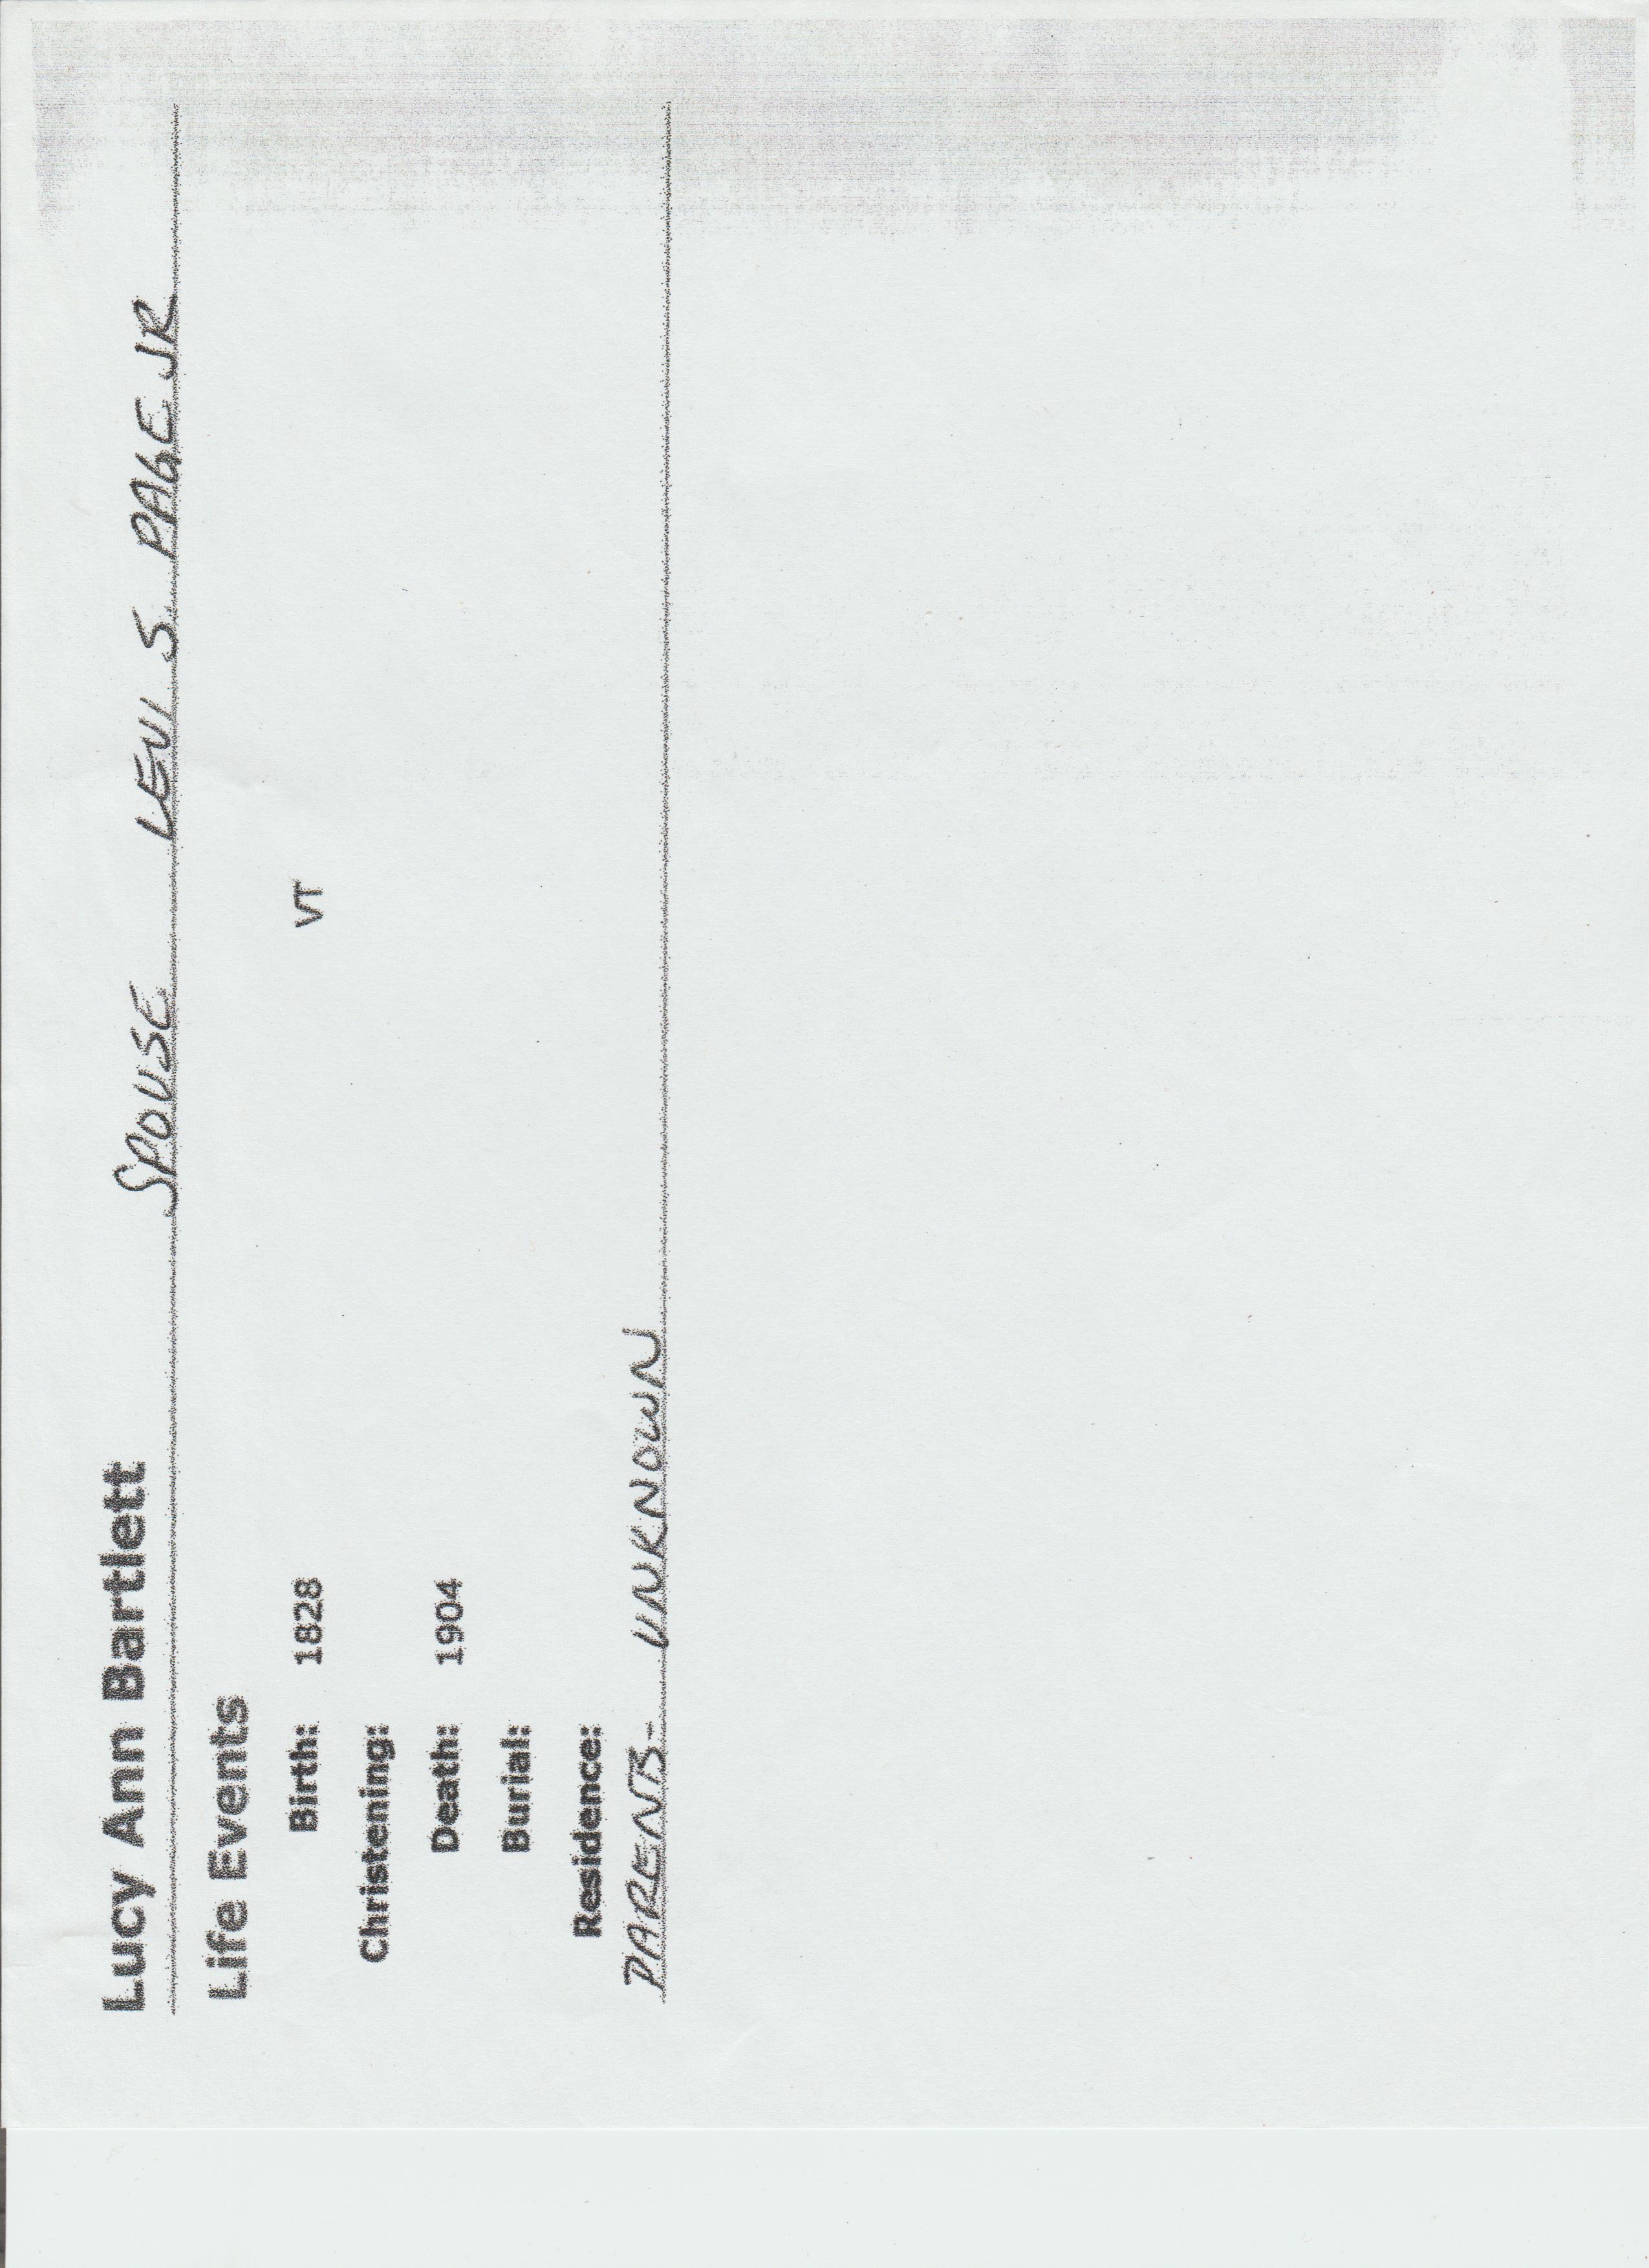 Lucy Ann Bartlett SPOUSE LEVI S. PAGE JR
Life Events
Birth: 1828 VT
Christening:
Death: 1904
Burial:
Residence:
PARENTS - UNKNOWN